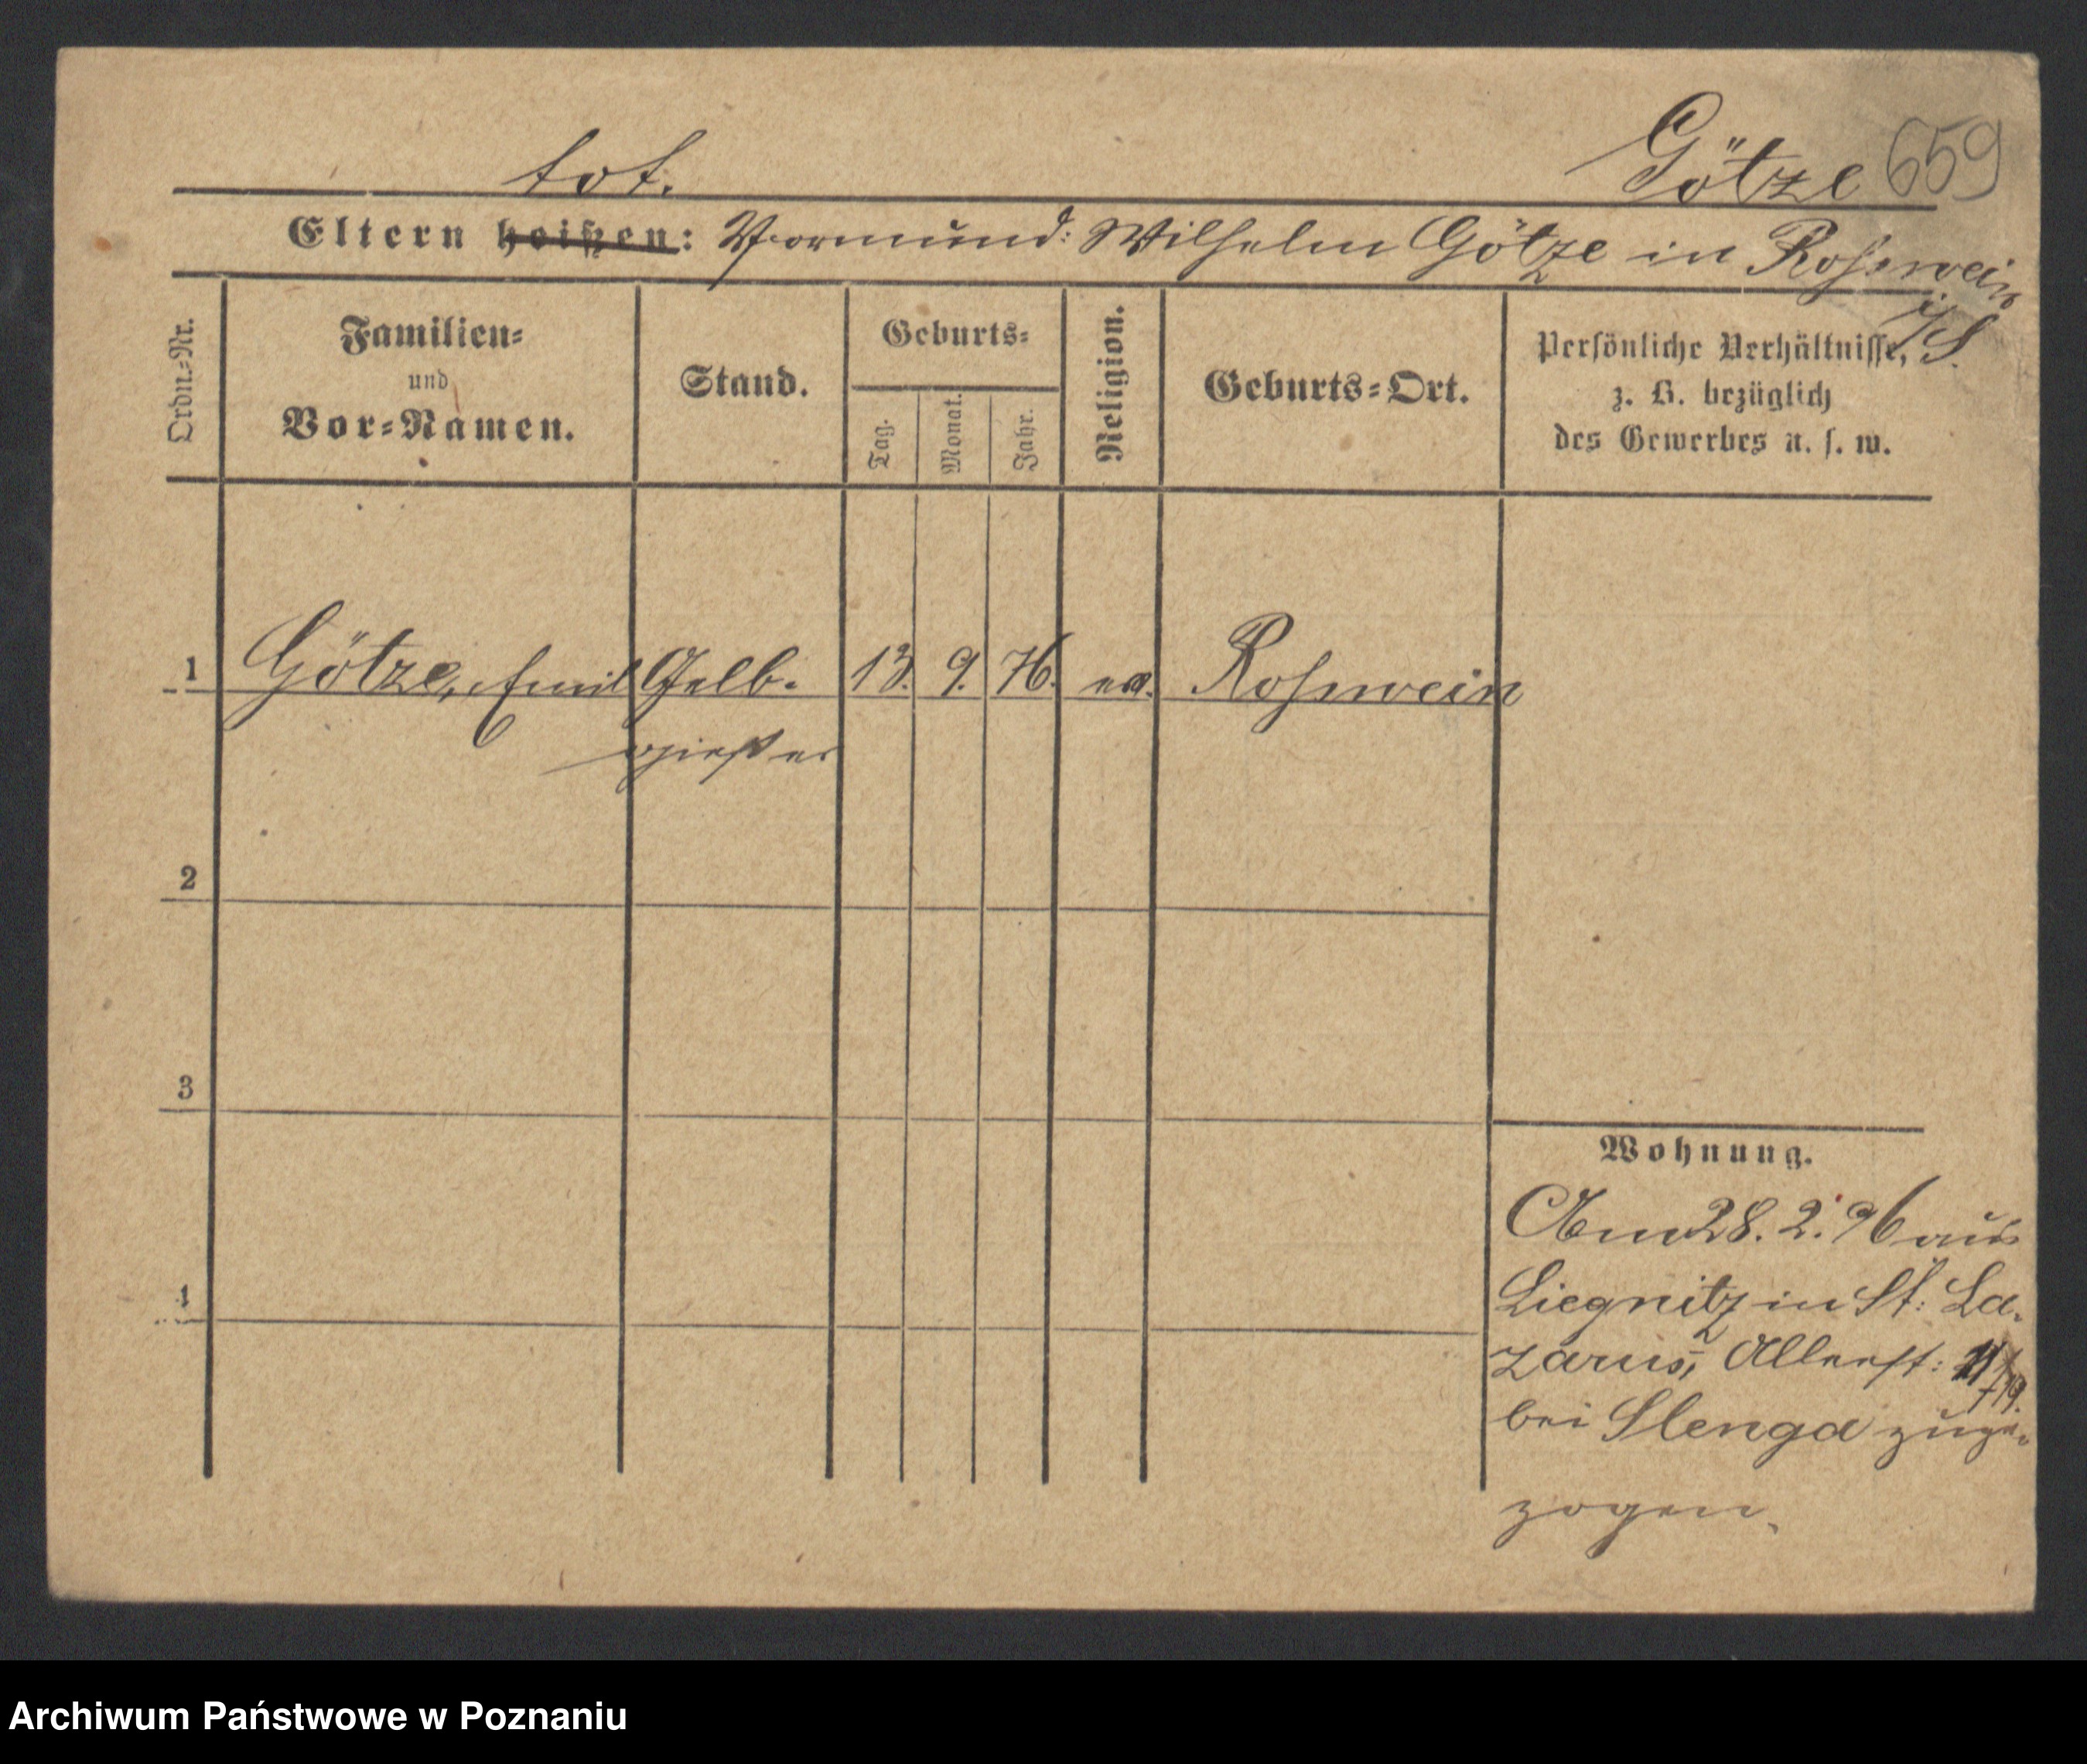 tot. Götze 659
Eltern heißen: Vormund: Wilhelm Götze in Roßwein
i/S.
Ordn.-Nr.
Familien-
und
Vor-Namen.
Stand.
Geburts-
Tag.
Monat.
Jahr.
Religion.
Geburts-Ort.
Persönliche Verhältnisse,
z. B. bezüglich
des Gewerbes u. s. w.
1 Götze, Emil Gelb- 13. 9. 76. ev. Roßwein
gießer
2
3
4
Wohnung.
Am 28. 2. 96 aus
Liegnitz in St: La-
zarus, Allerst:
bei Slenga zuge-
zogen.
Archiwum Państwowe w Poznaniu